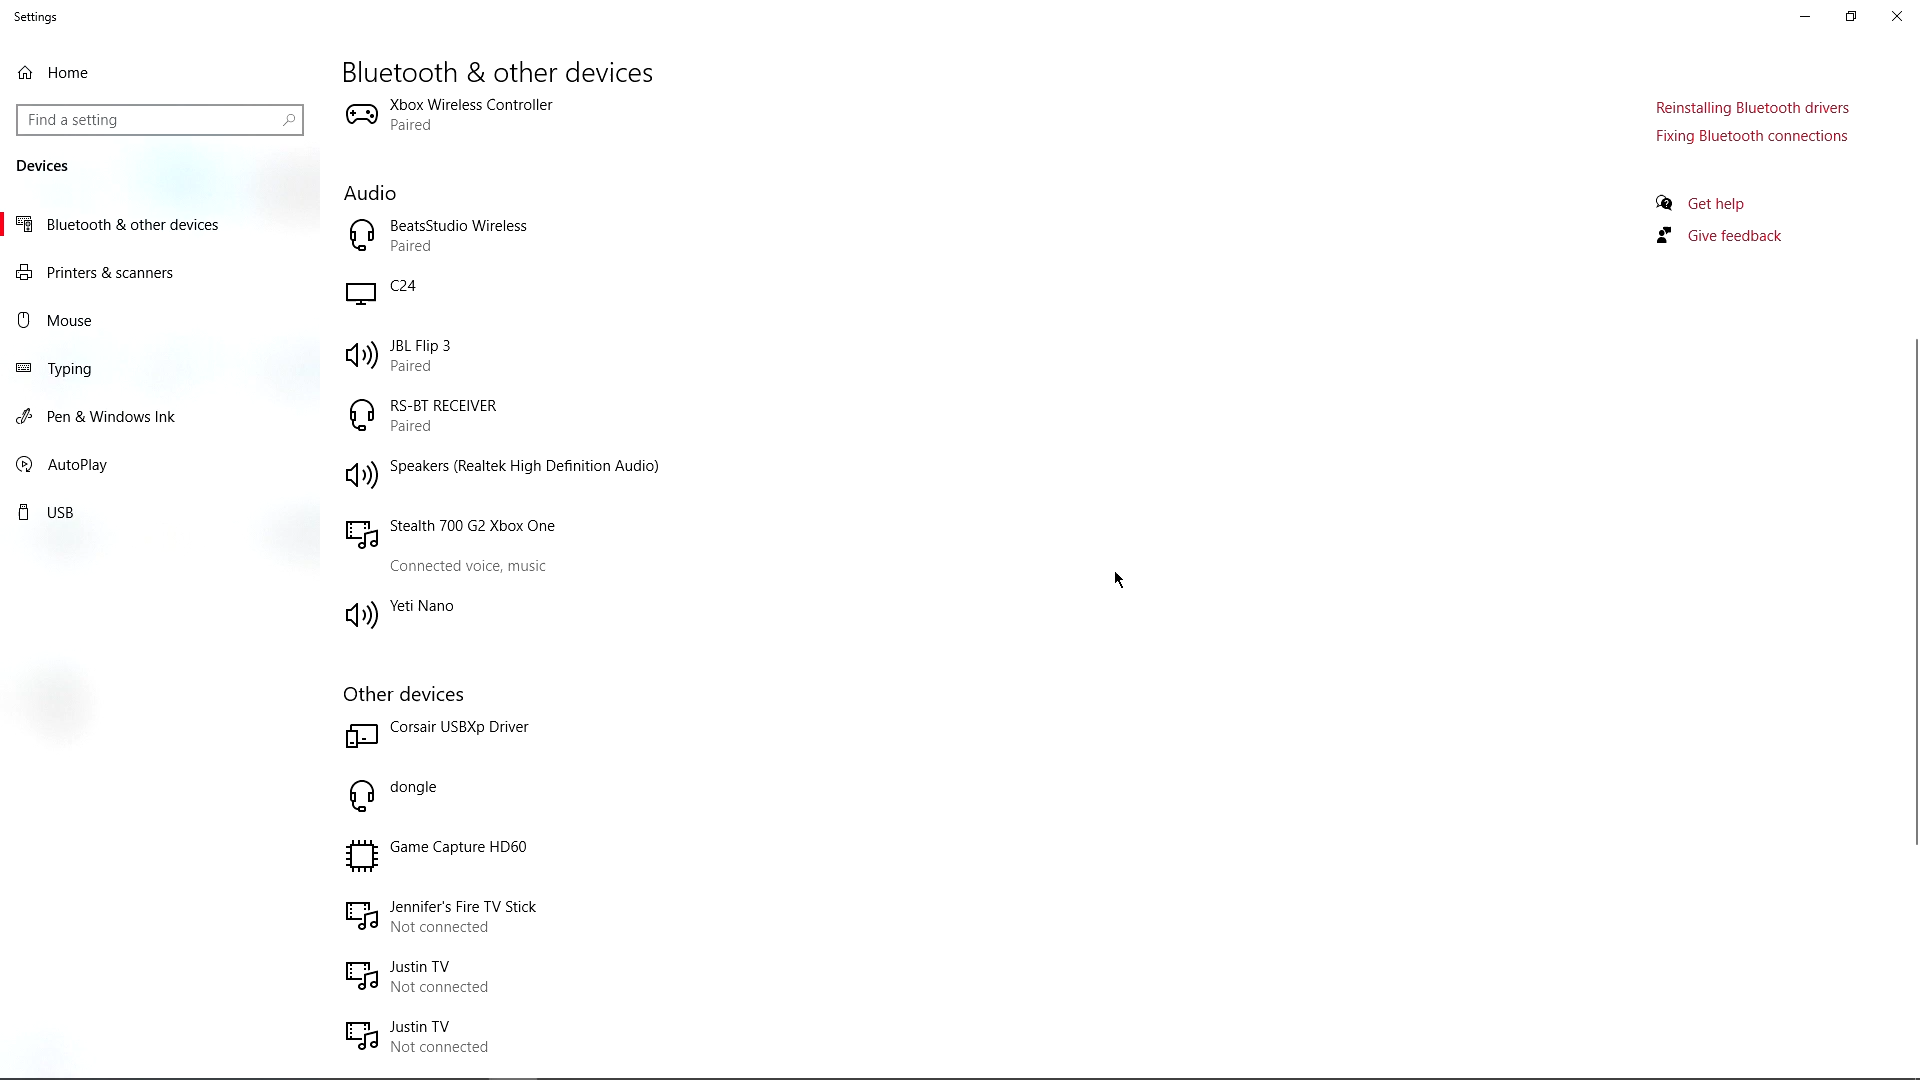 Settings
Home
Find a setting
Devices
Bluetooth & other devices
Printers & scanners
Mouse
Typing
Pen & Windows Ink
AutoPlay
USB
Bluetooth & other devices
Xbox Wireless Controller
Paired
Audio
BeatsStudio Wireless
Paired
C24
JBL Flip 3
Paired
RS-BT RECEIVER
Paired
Speakers (Realtek High Definition Audio)
Stealth 700 G2 Xbox One
Connected voice, music
Yeti Nano
Other devices
Corsair USBXp Driver
dongle
Game Capture HD60
Jennifer's Fire TV Stick
Not connected
Justin TV
Not connected
Justin TV
Not connected
Reinstalling Bluetooth drivers
Fixing Bluetooth connections
Get help
Give feedback